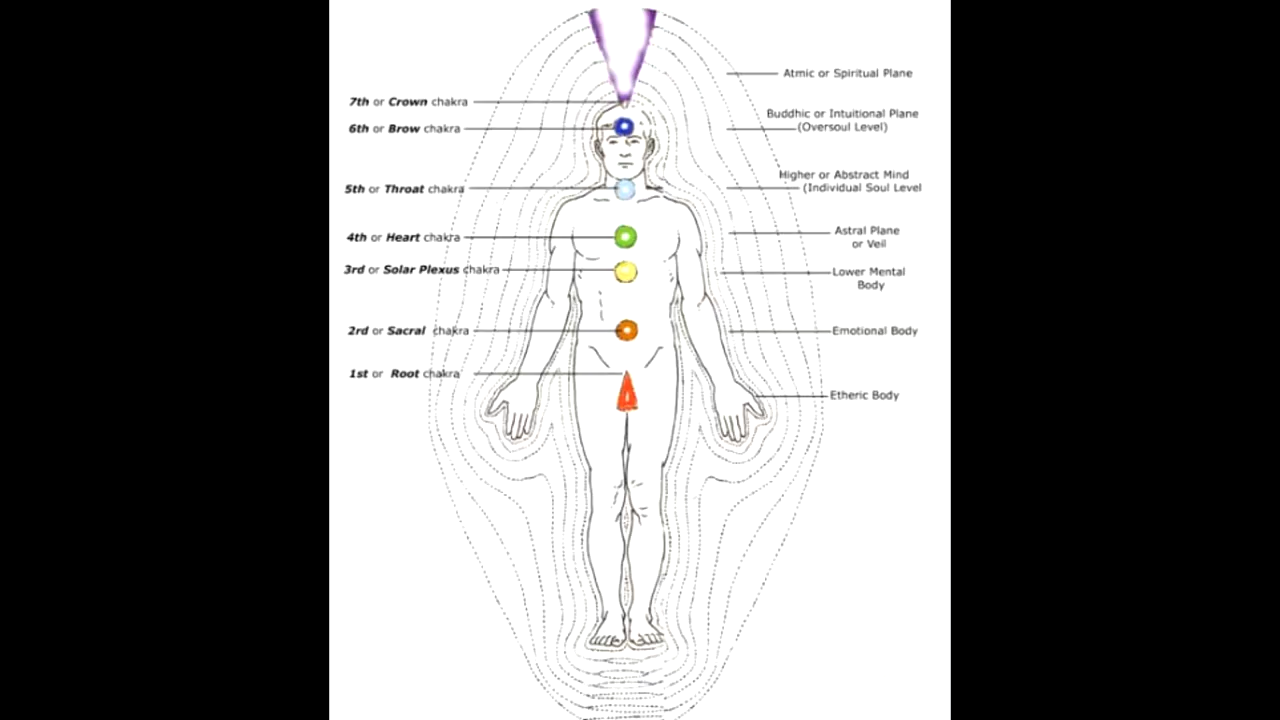 7th or Crown chakra
6th or Brow chakra
5th or Throat chakra
4th or Heart chakra
3rd or Solar Plexus chakra
2rd or Sacral chakra
1st or Root chakra
Atmic or Spiritual Plane
Buddhic or Intuitional Plane
(Oversoul Level)
Higher or Abstract Mind
(Individual Soul Level
Astral Plane
or Veil
Lower Mental
Body
Emotional Body
Etheric Body